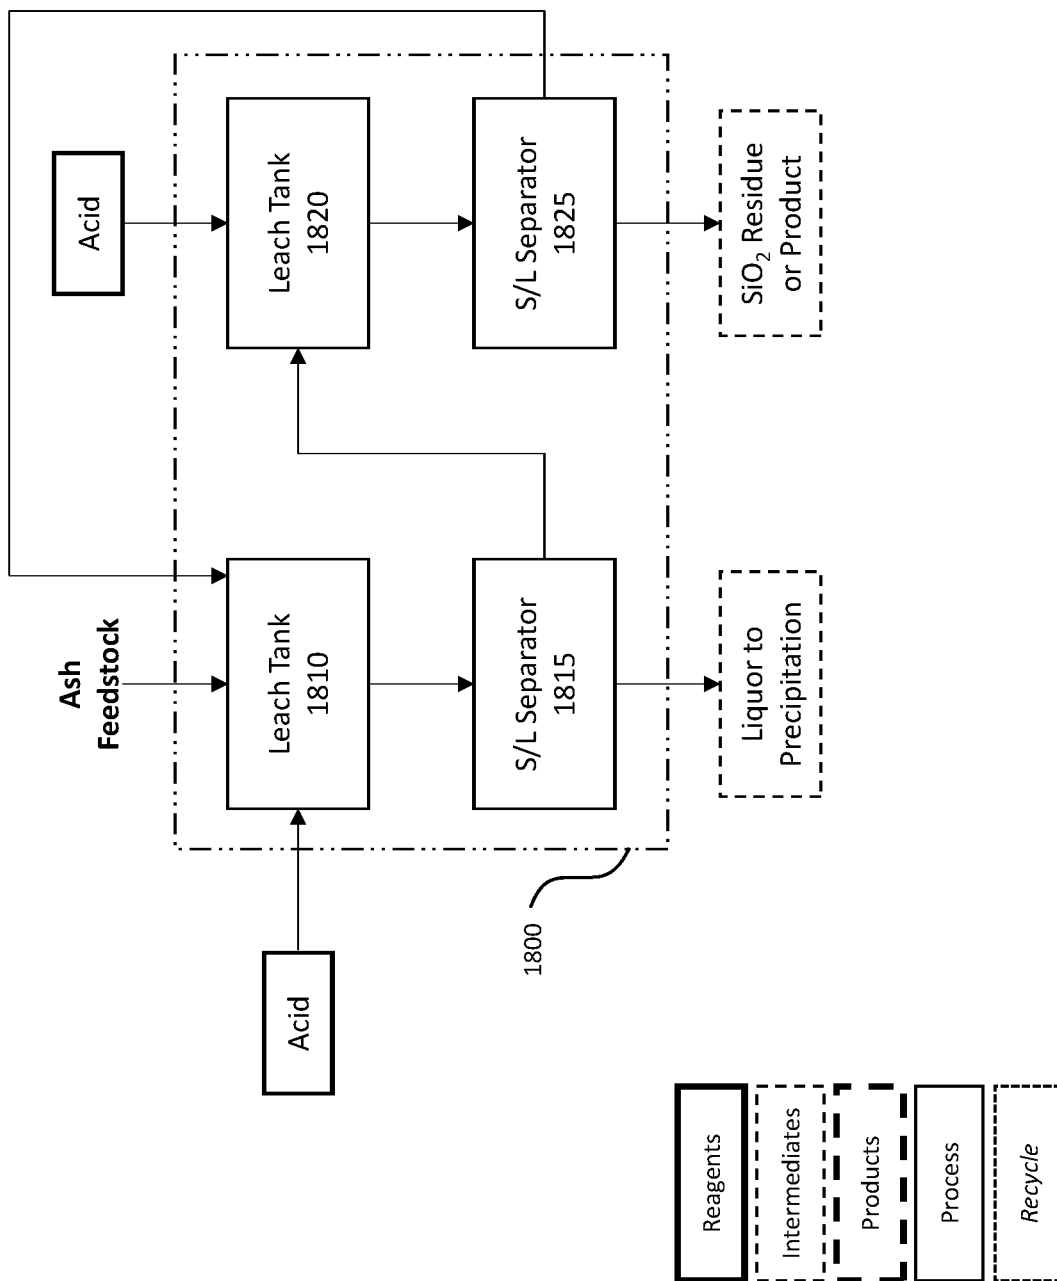 Ash
Feedstock
Acid
Acid
Leach Tank
1810
Leach Tank
1820
S/L Separator
1815
S/L Separator
1825
1800
Liquor to
Precipitation
SiO₂ Residue
or Product
Reagents
Intermediates
Products
Process
Recycle